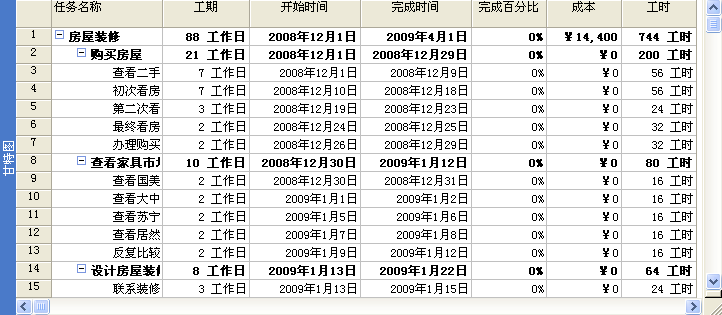 任务名称 工期 开始时间 完成时间 完成百分比 成本 工时
1 房屋装修 88 工作日 2008年12月1日 2009年4月1日 0% ¥14,400 744 工时
2 购买房屋 21 工作日 2008年12月1日 2008年12月29日 0% ¥0 200 工时
3 查看二手 7 工作日 2008年12月1日 2008年12月9日 0% ¥0 56 工时
4 初次看房 7 工作日 2008年12月10日 2008年12月18日 0% ¥0 56 工时
5 第二次看 3 工作日 2008年12月19日 2008年12月23日 0% ¥0 24 工时
6 最终看房 2 工作日 2008年12月24日 2008年12月25日 0% ¥0 32 工时
7 办理购买 2 工作日 2008年12月26日 2008年12月29日 0% ¥0 32 工时
8 查看家具市 10 工作日 2008年12月30日 2009年1月12日 0% ¥0 80 工时
9 查看国美 2 工作日 2008年12月30日 2008年12月31日 0% ¥0 16 工时
10 查看大中 2 工作日 2009年1月1日 2009年1月2日 0% ¥0 16 工时
11 查看苏宁 2 工作日 2009年1月5日 2009年1月6日 0% ¥0 16 工时
12 查看居然 2 工作日 2009年1月7日 2009年1月8日 0% ¥0 16 工时
13 反复比较 2 工作日 2009年1月9日 2009年1月12日 0% ¥0 16 工时
14 设计房屋装修 8 工作日 2009年1月13日 2009年1月22日 0% ¥0 64 工时
15 联系装修 3 工作日 2009年1月13日 2009年1月15日 0% ¥0 24 工时
甘特图